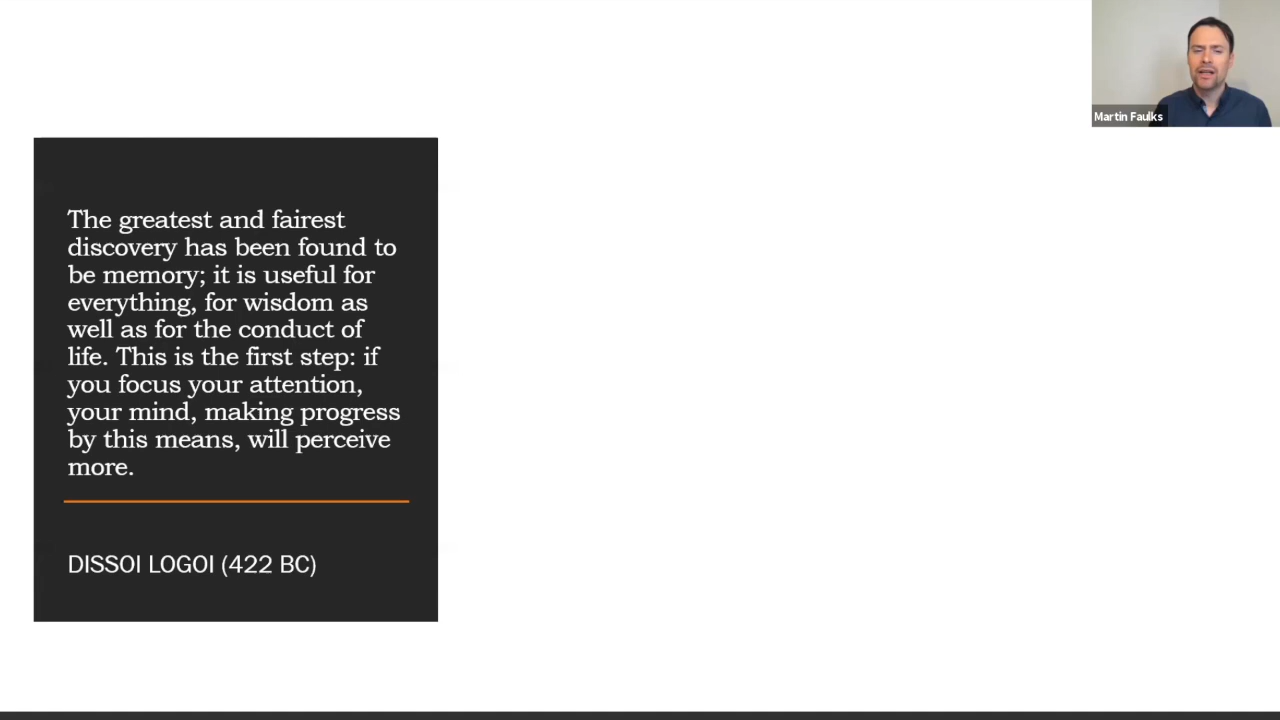 Martin Faulks
The greatest and fairest
discovery has been found to
be memory; it is useful for
everything, for wisdom as
well as for the conduct of
life. This is the first step: if
you focus your attention,
your mind, making progress
by this means, will perceive
more.
DISSOI LOGOI (422 BC)